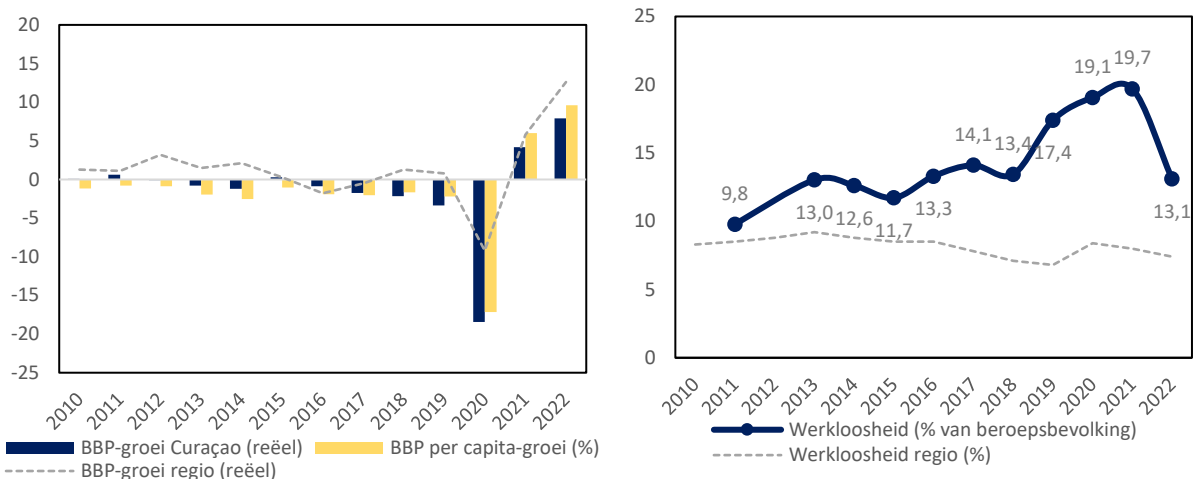 20
15
10
5
0
-5
-10
-15
-20
-25
2010 2011 2012 2013 2014 2015 2016 2017 2018 2019 2020 2021 2022
BBP-groei Curaçao (reëel) BBP per capita-groei (%)
BBP-groei regio (reëel)
25
20
15
10
5
0
9,8 13,0 12,6 11,7 13,3 14,1 13,4 17,4 19,1 19,7 13,1
2010 2011 2012 2013 2014 2015 2016 2017 2018 2019 2020 2021 2022
Werkloosheid (% van beroepsbevolking)
Werkloosheid regio (%)